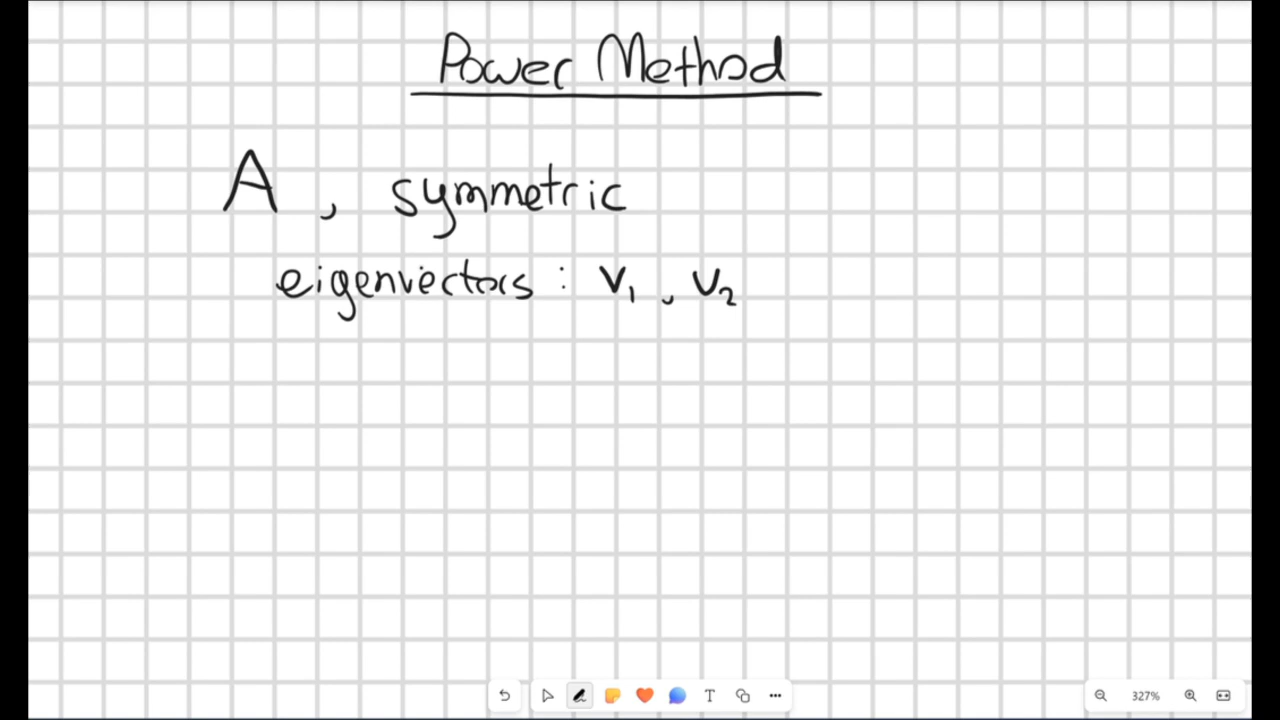 Power Method
A , symmetric
eigenvectors : v₁ , v₂
T
327%